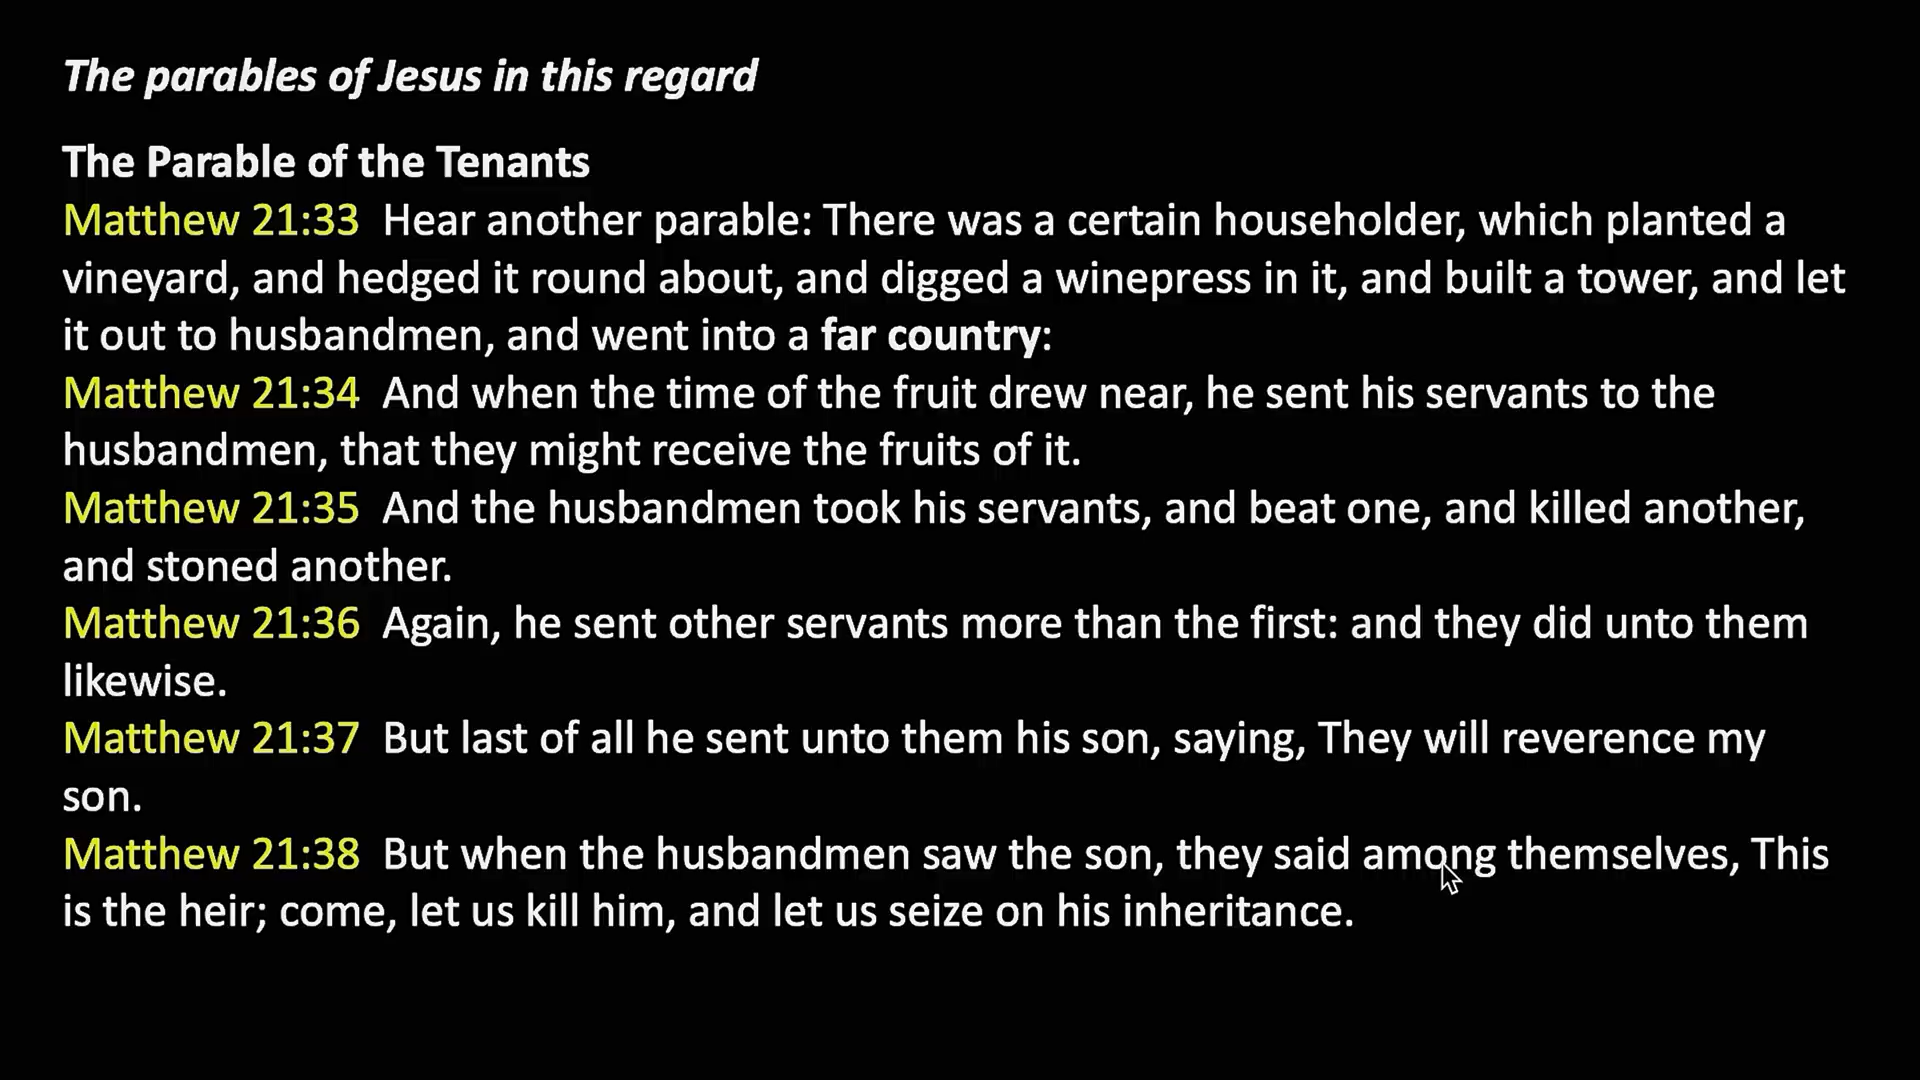 The parables of Jesus in this regard
The Parable of the Tenants
Matthew 21:33 Hear another parable: There was a certain householder, which planted a
vineyard, and hedged it round about, and digged a winepress in it, and built a tower, and let
it out to husbandmen, and went into a far country:
Matthew 21:34 And when the time of the fruit drew near, he sent his servants to the
husbandmen, that they might receive the fruits of it.
Matthew 21:35 And the husbandmen took his servants, and beat one, and killed another,
and stoned another.
Matthew 21:36 Again, he sent other servants more than the first: and they did unto them
likewise.
Matthew 21:37 But last of all he sent unto them his son, saying, They will reverence my
son.
Matthew 21:38 But when the husbandmen saw the son, they said among themselves, This
is the heir; come, let us kill him, and let us seize on his inheritance.